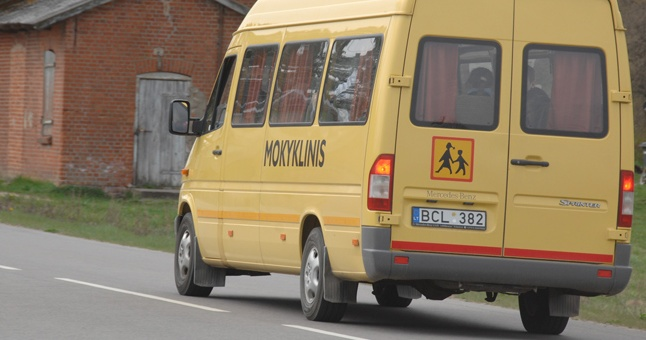 MOKYKLINIS
Mercedes-Benz
SPRINTER
BCL 382